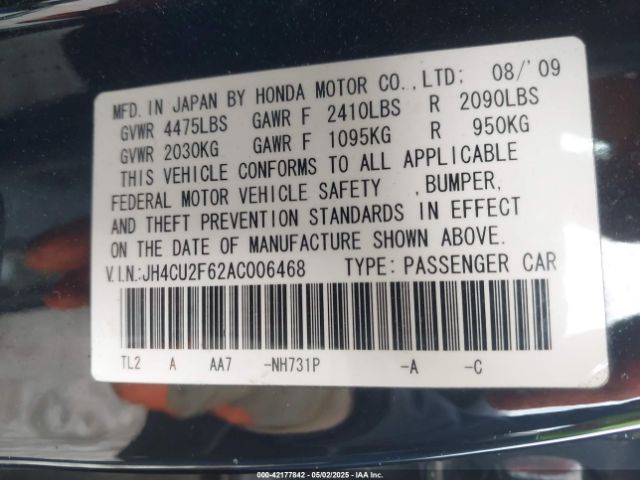 MFD. IN JAPAN BY HONDA MOTOR CO., LTD: 08/'09
GVWR 4475LBS GAWR F 2410LBS R 2090LBS
GVWR 2030KG GAWR F 1095KG R 950KG
THIS VEHICLE CONFORMS TO ALL APPLICABLE
FEDERAL MOTOR VEHICLE SAFETY , BUMPER,
AND THEFT PREVENTION STANDARDS IN EFFECT
ON THE DATE OF MANUFACTURE SHOWN ABOVE.
V.I.N.:JH4CU2F62AC006468 TYPE: PASSENGER CAR
TL2 A AA7 -NH731P -A -C
000-42177842 - 05/02/2025 - COPYRIGHT IAA, LLC